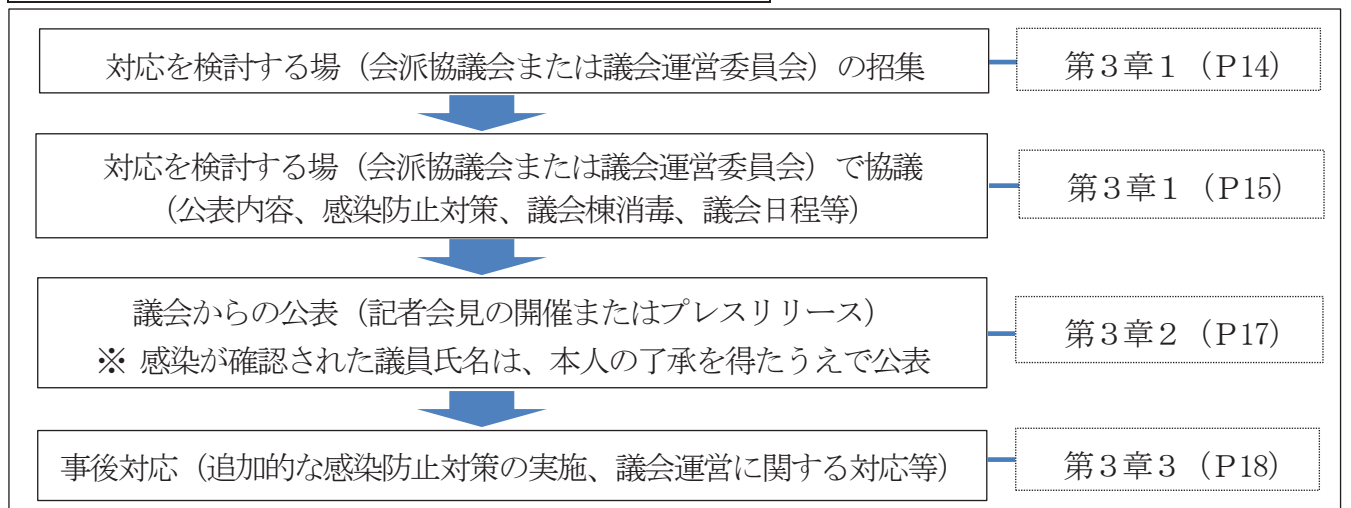 対応を検討する場（会派協議会または議会運営委員会）の招集
第３章１（Ｐ14）
対応を検討する場（会派協議会または議会運営委員会）で協議
（公表内容、感染防止対策、議会棟消毒、議会日程等）
第３章１（Ｐ15）
議会からの公表（記者会見の開催またはプレスリリース）
※ 感染が確認された議員氏名は、本人の了承を得たうえで公表
第３章２（Ｐ17）
事後対応（追加的な感染防止対策の実施、議会運営に関する対応等）
第３章３（Ｐ18）